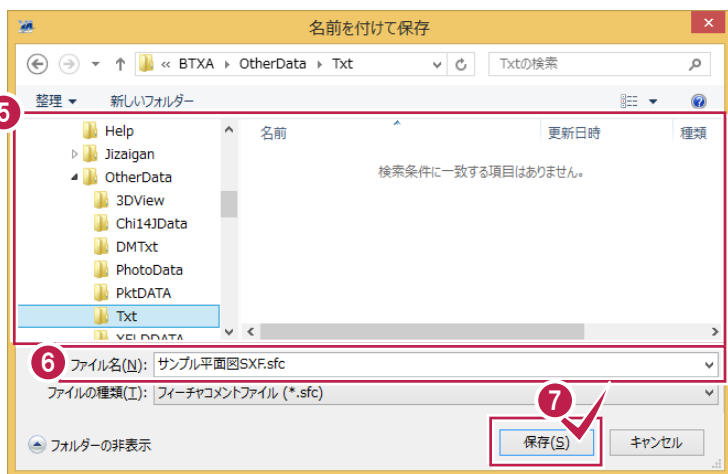 名前を付けて保存
« BTXA ▸ OtherData ▸ Txt
Txtの検索
整理 ▼ 新しいフォルダー
5
Help
Jizaigan
OtherData
3DView
Chi14JData
DMTxt
PhotoData
PktDATA
Txt
名前 更新日時 種類
検索条件に一致する項目はありません。
6 ファイル名(N): サンプル平面図SXF.sfc
ファイルの種類(T): フィーチャコメントファイル (*.sfc)
7
フォルダーの非表示
保存(S) キャンセル